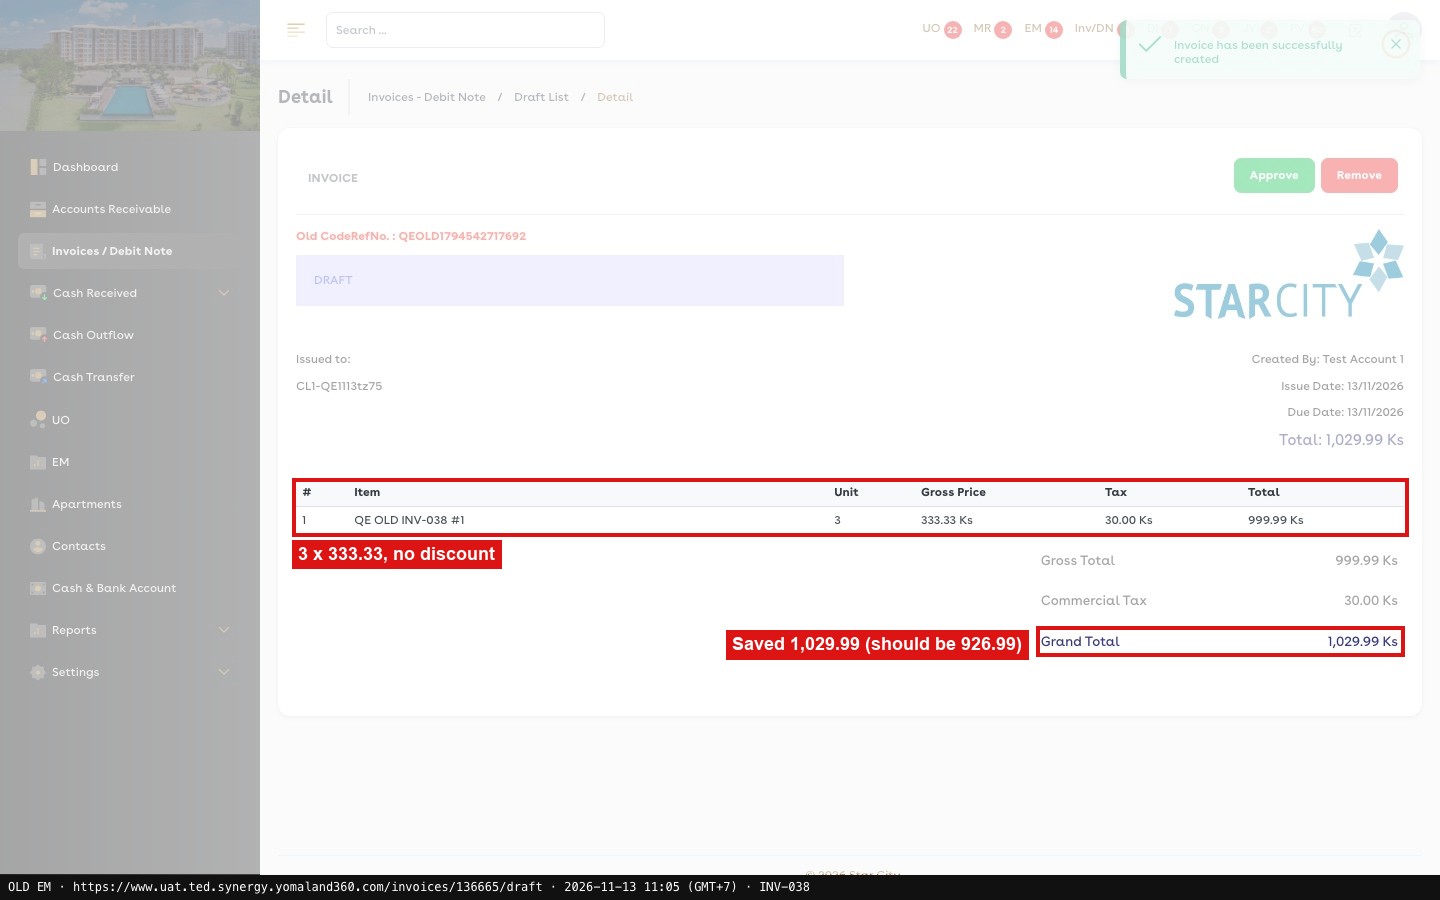 Search ...
UO 22 MR 2 EM 14 Inv/DN
Invoice has been successfully
created
Detail
Invoices - Debit Note / Draft List / Detail
Dashboard
Accounts Receivable
Invoices / Debit Note
Cash Received
Cash Outflow
Cash Transfer
UO
EM
Apartments
Contacts
Cash & Bank Account
Reports
Settings
INVOICE
Approve Remove
Old CodeRefNo. : QEOLD1794542717692
DRAFT
STARCITY
Issued to:
CL1-QE1113tz75
Created By: Test Account 1
Issue Date: 13/11/2026
Due Date: 13/11/2026
Total: 1,029.99 Ks
# Item Unit Gross Price Tax Total
1 QE OLD INV-038 #1 3 333.33 Ks 30.00 Ks 999.99 Ks
3 x 333.33, no discount
Gross Total 999.99 Ks
Commercial Tax 30.00 Ks
Saved 1,029.99 (should be 926.99)
Grand Total 1,029.99 Ks
© 2026 Star City
OLD EM · https://www.uat.ted.synergy.yomaland360.com/invoices/136665/draft · 2026-11-13 11:05 (GMT+7) · INV-038